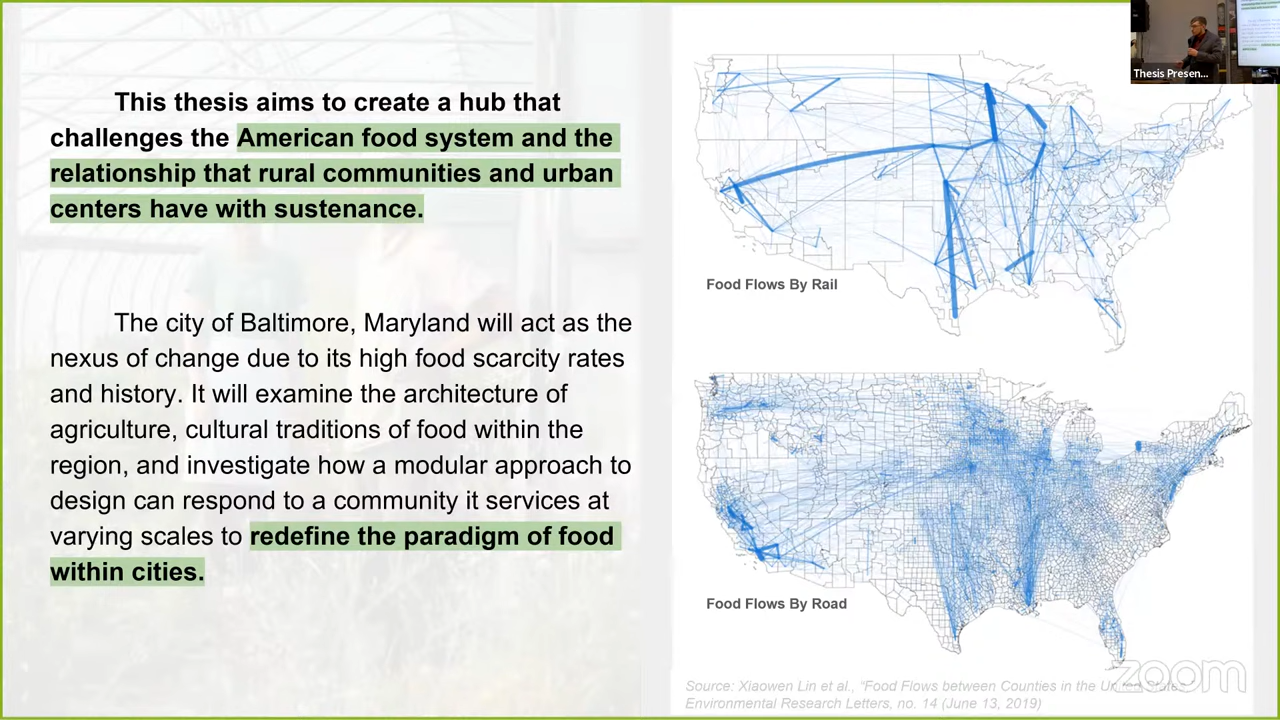 This thesis aims to create a hub that
challenges the American food system and the
relationship that rural communities and urban
centers have with sustenance.
The city of Baltimore, Maryland will act as the
nexus of change due to its high food scarcity rates
and history. It will examine the architecture of
agriculture, cultural traditions of food within the
region, and investigate how a modular approach to
design can respond to a community it services at
varying scales to redefine the paradigm of food
within cities.
Thesis Presen...
Food Flows By Rail
Food Flows By Road
Source: Xiaowen Lin et al., “Food Flows between Counties in the United States”
Environmental Research Letters, no. 14 (June 13, 2019)
zoom